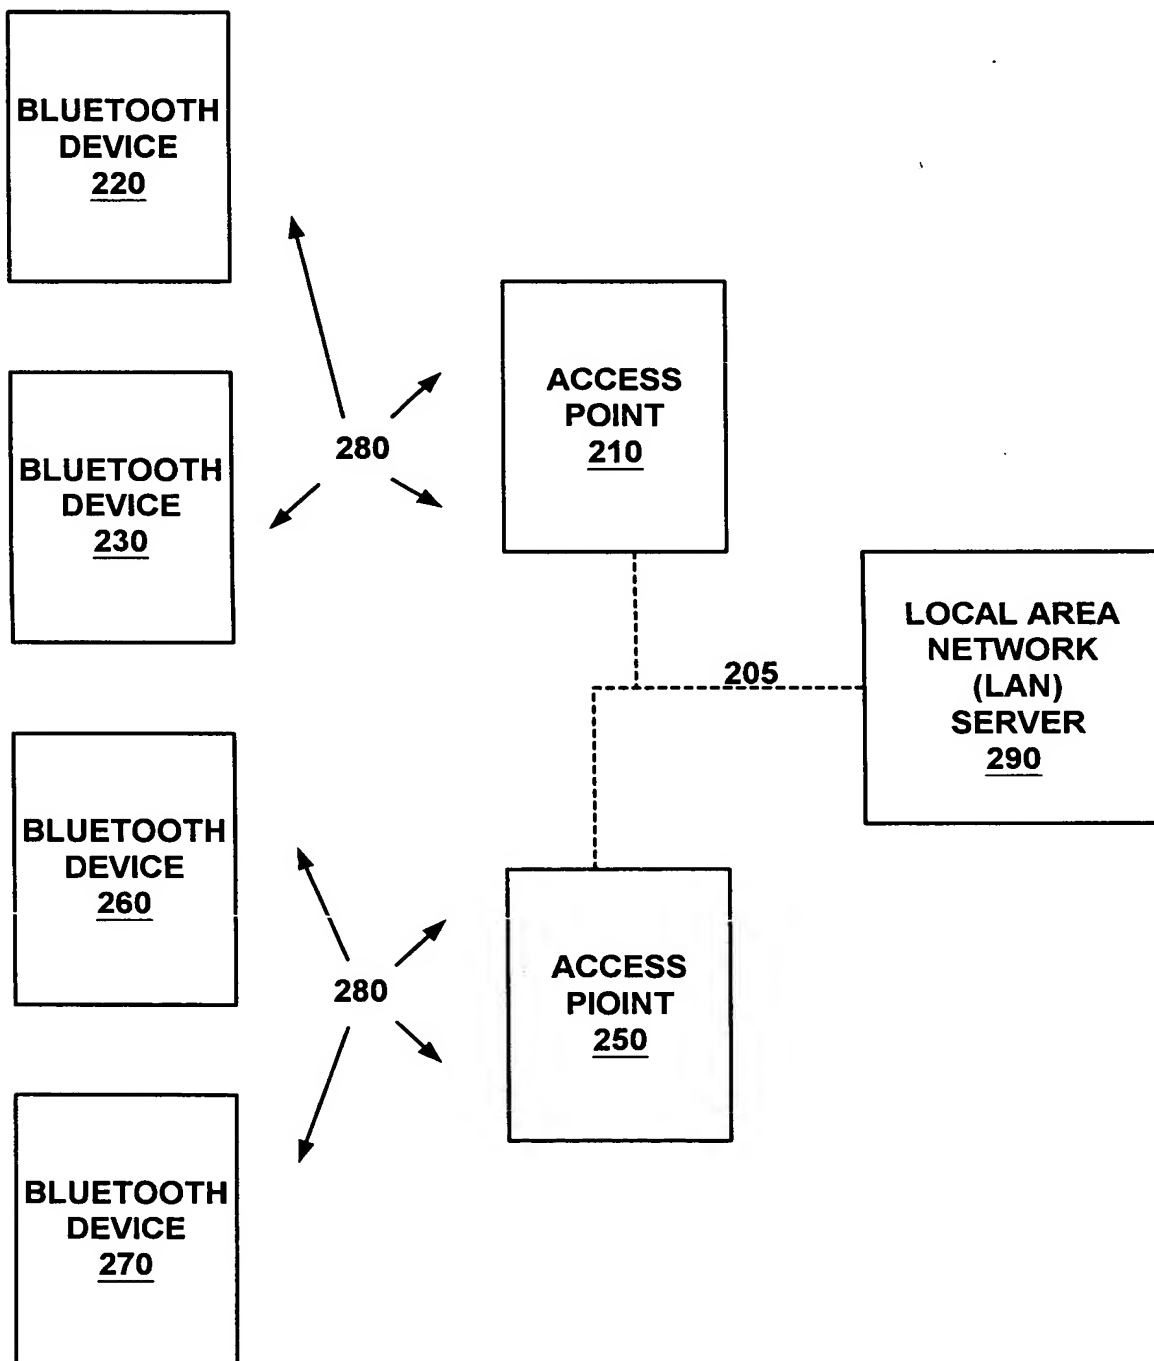 BLUETOOTH
DEVICE
220
BLUETOOTH
DEVICE
230
280
ACCESS
POINT
210
205
LOCAL AREA
NETWORK
(LAN)
SERVER
290
BLUETOOTH
DEVICE
260
280
ACCESS
PIOINT
250
BLUETOOTH
DEVICE
270